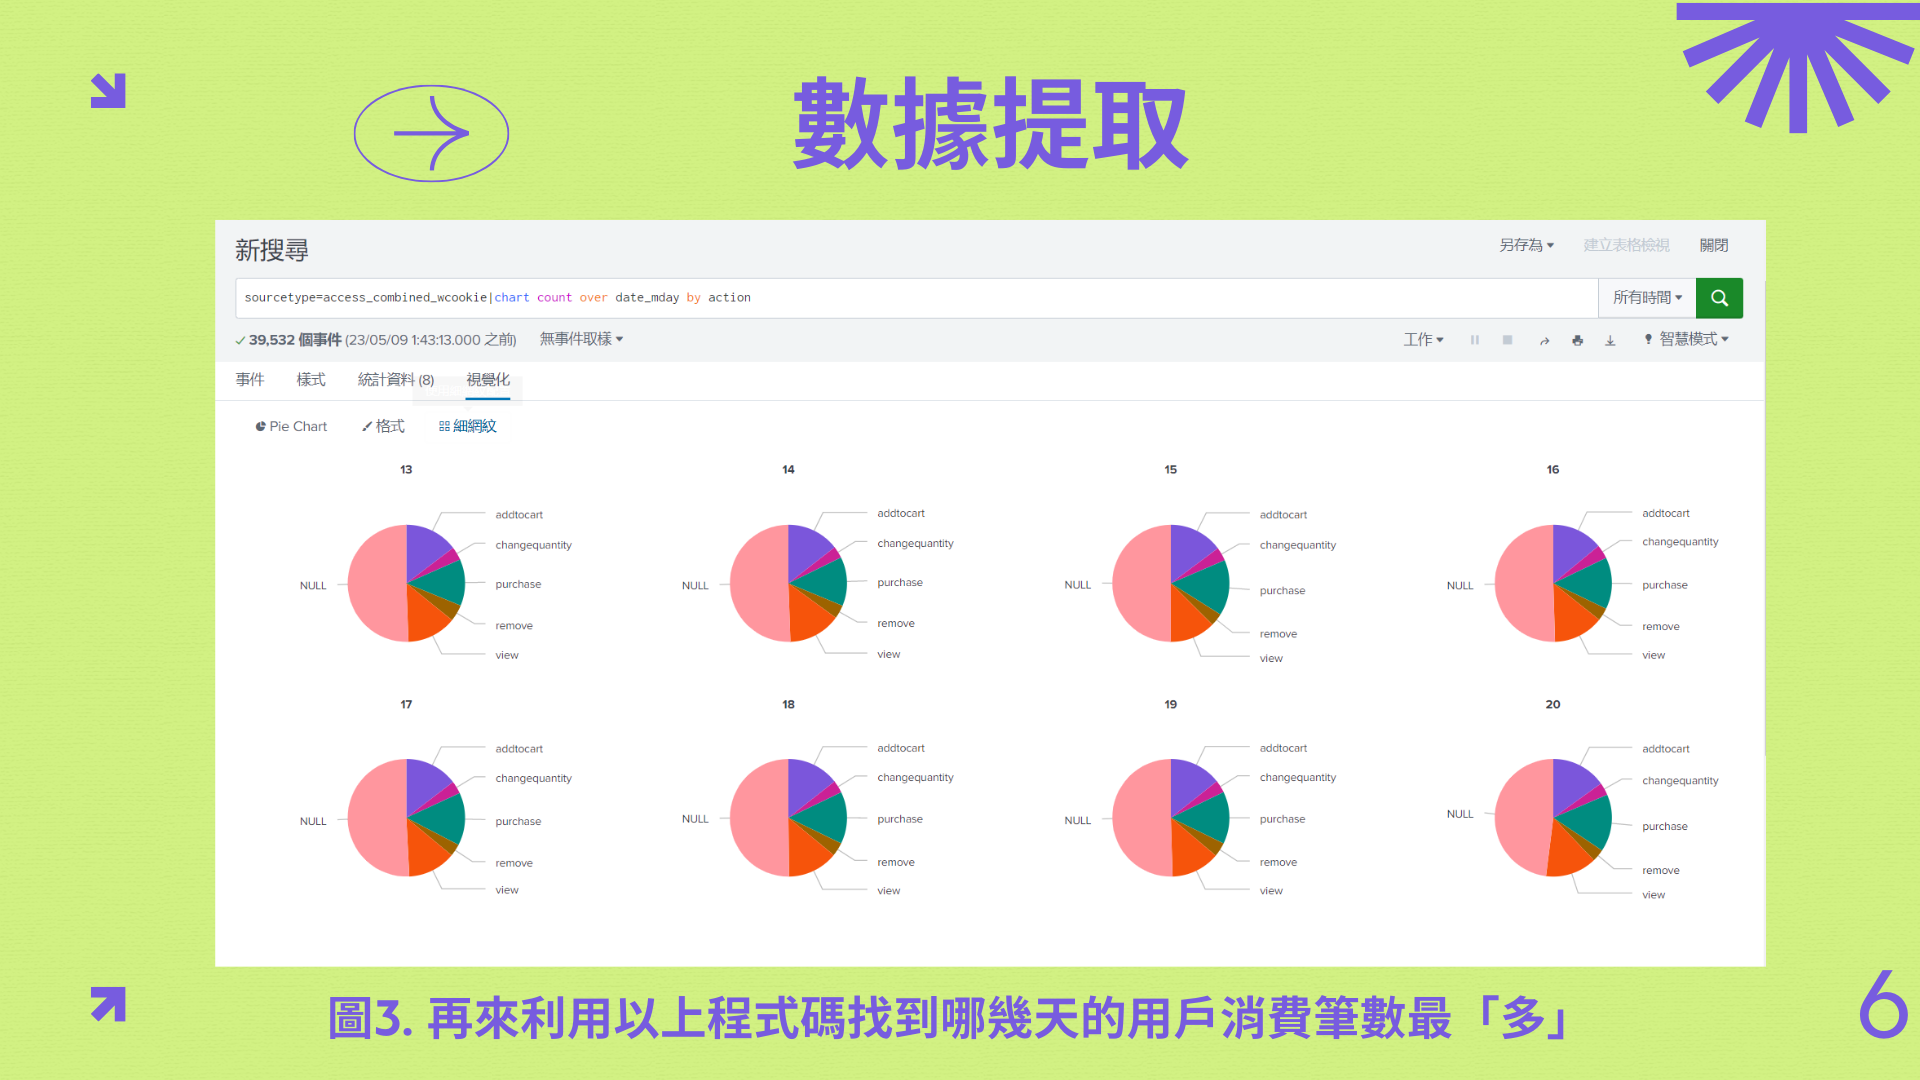 數據提取
新搜尋
另存為 建立表格檢視 關閉
sourcetype=access_combined_wcookie|chart count over date_mday by action
所有時間
39,532 個事件 (23/05/09 1:43:13.000 之前) 無事件取樣
工作 智慧模式
事件 樣式 統計資料 (8) 視覺化
Pie Chart 格式 細網紋
13 14 15 16
addtocart
changequantity
purchase
remove
view
NULL
addtocart
changequantity
purchase
remove
view
NULL
addtocart
changequantity
purchase
remove
view
NULL
addtocart
changequantity
purchase
remove
view
NULL
17 18 19 20
addtocart
changequantity
purchase
remove
view
NULL
addtocart
changequantity
purchase
remove
view
NULL
addtocart
changequantity
purchase
remove
view
NULL
addtocart
changequantity
purchase
remove
view
NULL
圖3. 再來利用以上程式碼找到哪幾天的用戶消費筆數最「多」
6